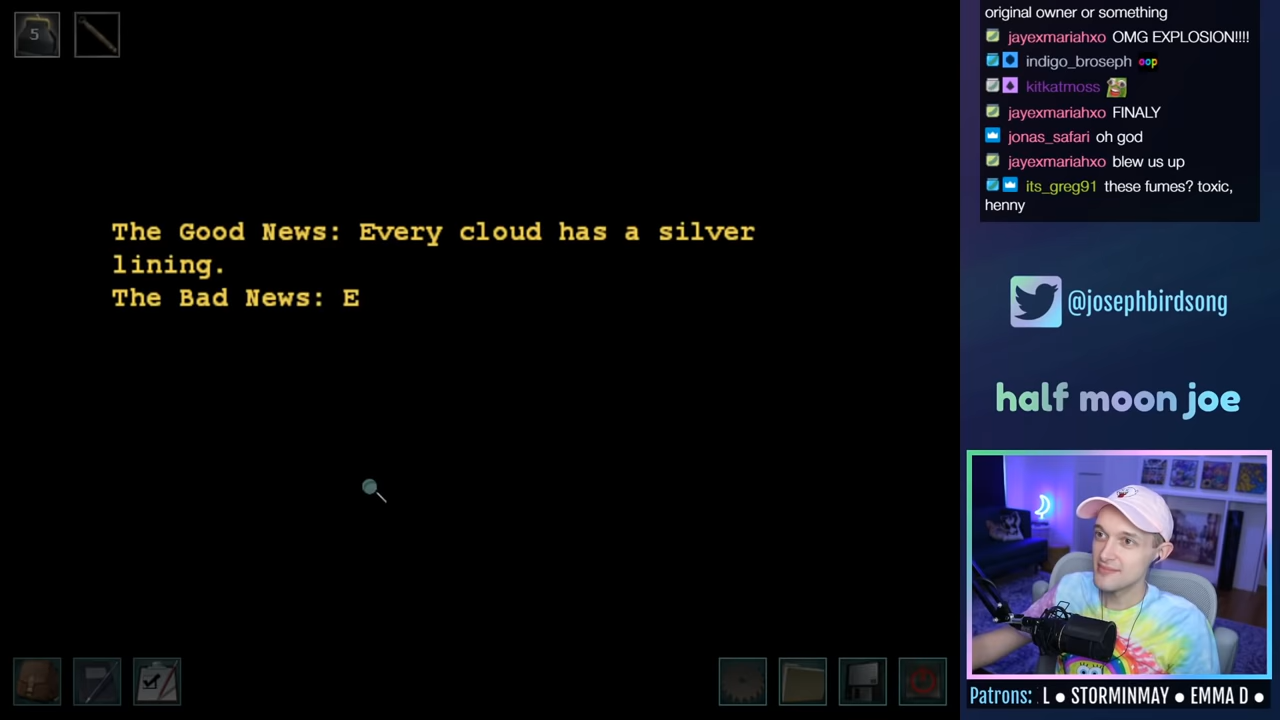 5
original owner or something
jayexmariahxo OMG EXPLOSION!!!!
indigo_broseph oop
kitkatmoss
jayexmariahxo FINALY
jonas_safari oh god
jayexmariahxo blew us up
its_greg91 these fumes? toxic,
henny
The Good News: Every cloud has a silver
lining.
The Bad News: E
@josephbirdsong
half moon joe
Patrons: L ● STORMINMAY ● EMMA D ●